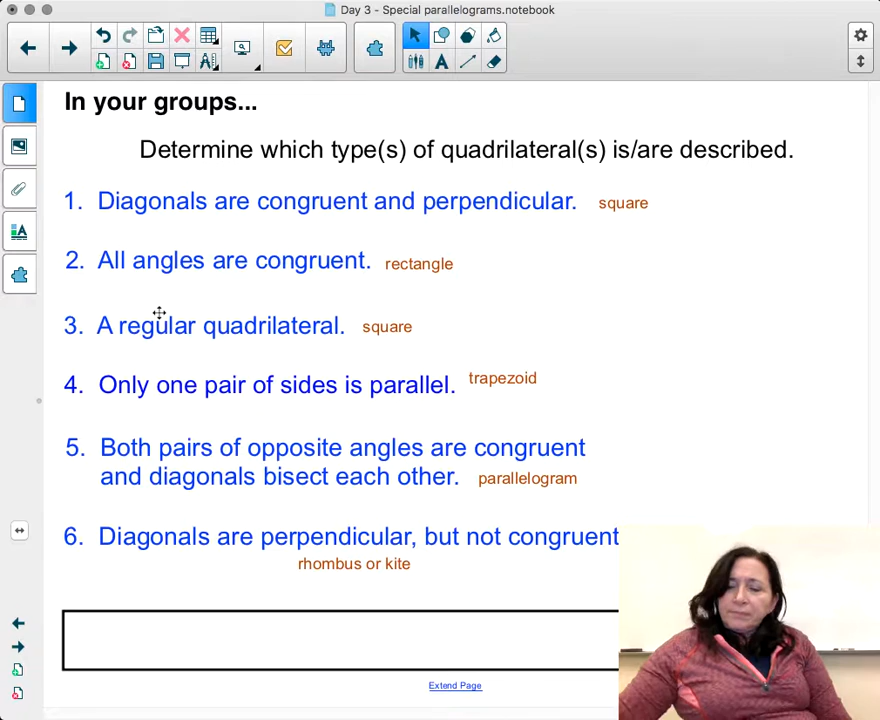 Day 3 - Special parallelograms.notebook
In your groups...
Determine which type(s) of quadrilateral(s) is/are described.
1. Diagonals are congruent and perpendicular. square
2. All angles are congruent. rectangle
3. A regular quadrilateral. square
4. Only one pair of sides is parallel. trapezoid
5. Both pairs of opposite angles are congruent
and diagonals bisect each other. parallelogram
6. Diagonals are perpendicular, but not congruent
rhombus or kite
Extend Page